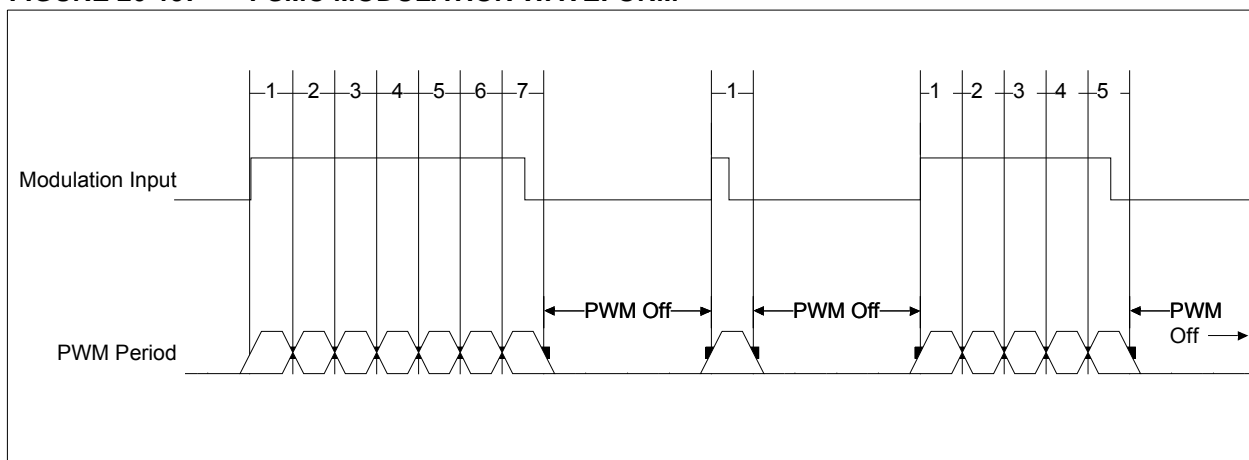 1 2 3 4 5 6 7 1 1 2 3 4 5
Modulation Input
PWM Off PWM Off PWM
Off
PWM Period